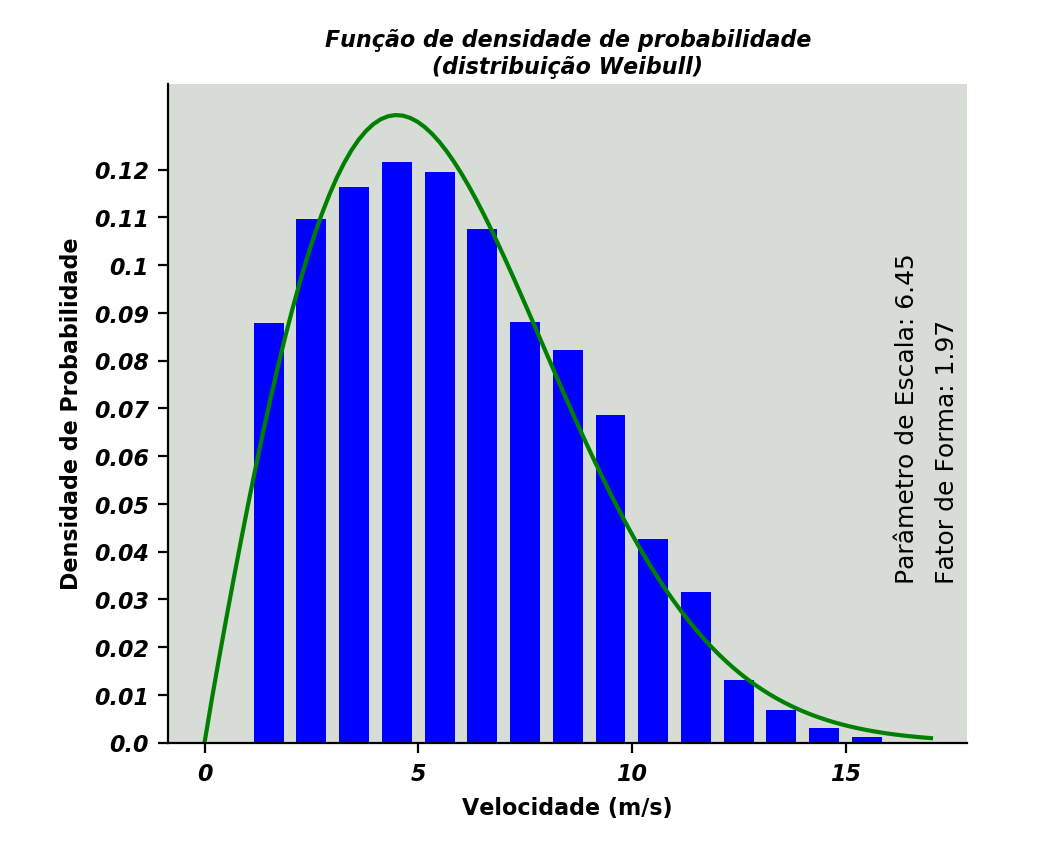 Função de densidade de probabilidade
(distribuição Weibull)
0.12
0.11
0.1
0.09
0.08
0.07
0.06
0.05
0.04
0.03
0.02
0.01
0.0
Densidade de Probabilidade
0
5
10
15
Velocidade (m/s)
Parâmetro de Escala: 6.45
Fator de Forma: 1.97